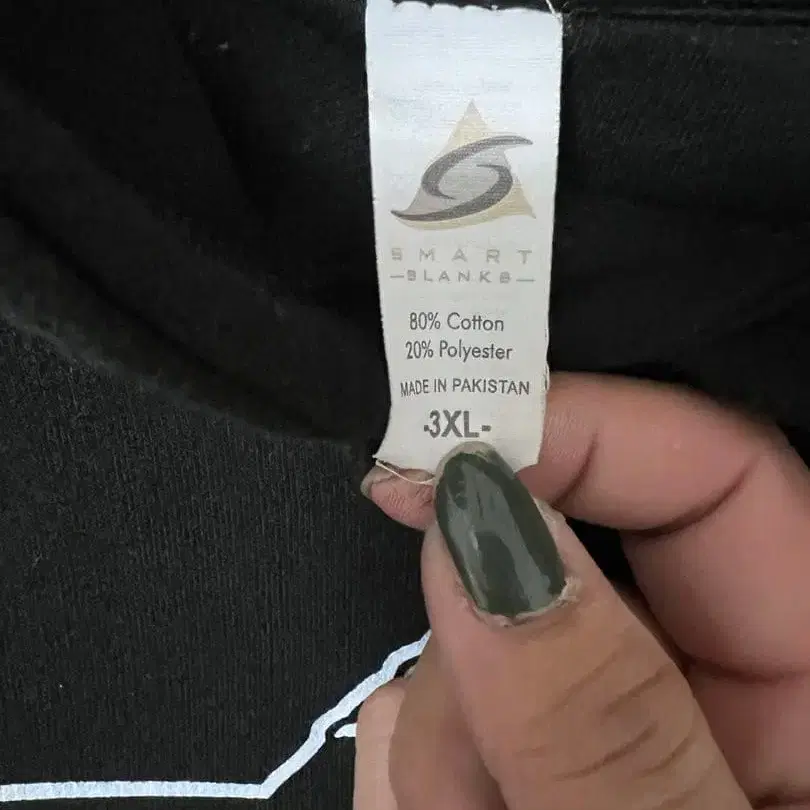 SMART
-BLANKS-
80% Cotton
20% Polyester
MADE IN PAKISTAN
-3XL-